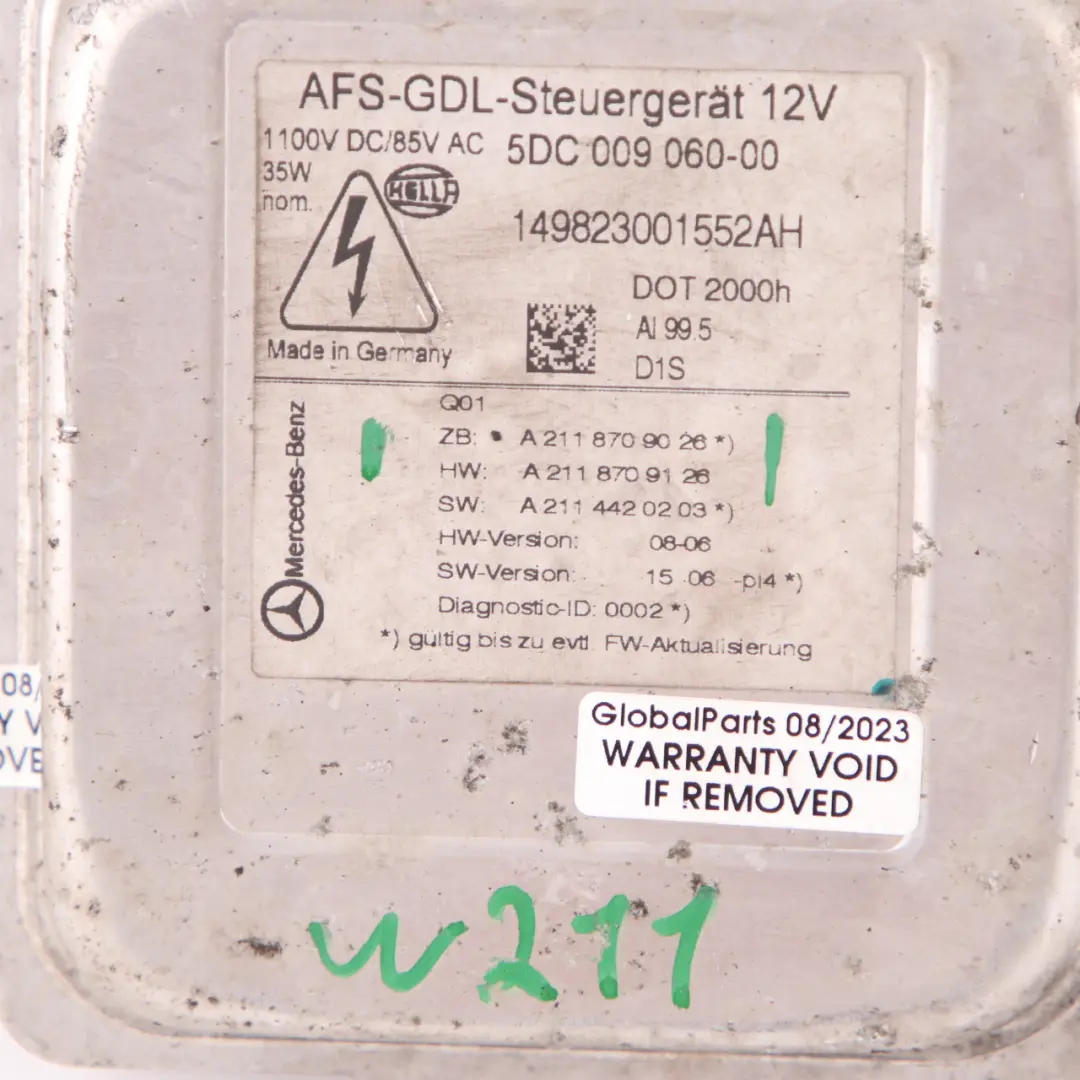 AFS-GDL-Steuergerät 12V
1100V DC/85V AC 5DC 009 060-00
35W
nom.
HELLA
149823001552AH
DOT 2000h
AI 99.5
D1S
Made in Germany
Mercedes-Benz
Q01
ZB: A 211 870 90 26 *)
HW: A 211 870 91 26
SW: A 211 442 02 03 *)
HW-Version: 08-06
SW-Version: 15 .06 -pl4 *)
Diagnostic-ID: 0002 *)
*) gültig bis zu evtl. FW-Aktualisierung
GlobalParts 08/2023
WARRANTY VOID
IF REMOVED
08/
Y V
OVE
W211